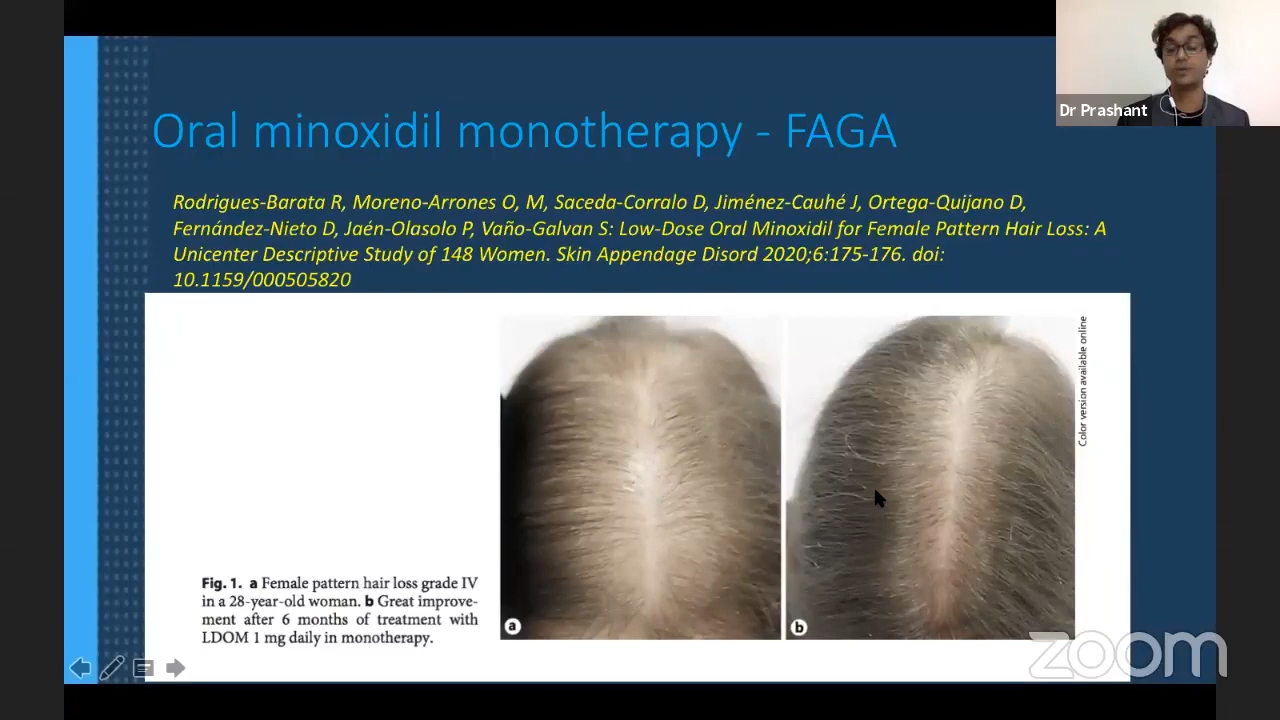 Dr Prashant
Oral minoxidil monotherapy - FAGA
Rodrigues-Barata R, Moreno-Arrones O, M, Saceda-Corralo D, Jiménez-Cauhé J, Ortega-Quijano D,
Fernández-Nieto D, Jaén-Olasolo P, Vaño-Galvan S: Low-Dose Oral Minoxidil for Female Pattern Hair Loss: A
Unicenter Descriptive Study of 148 Women. Skin Appendage Disord 2020;6:175-176. doi:
10.1159/000505820
Fig. 1. a Female pattern hair loss grade IV
in a 28-year-old woman. b Great improve-
ment after 6 months of treatment with
LDOM 1 mg daily in monotherapy.
a
b
Color version available online
zoom